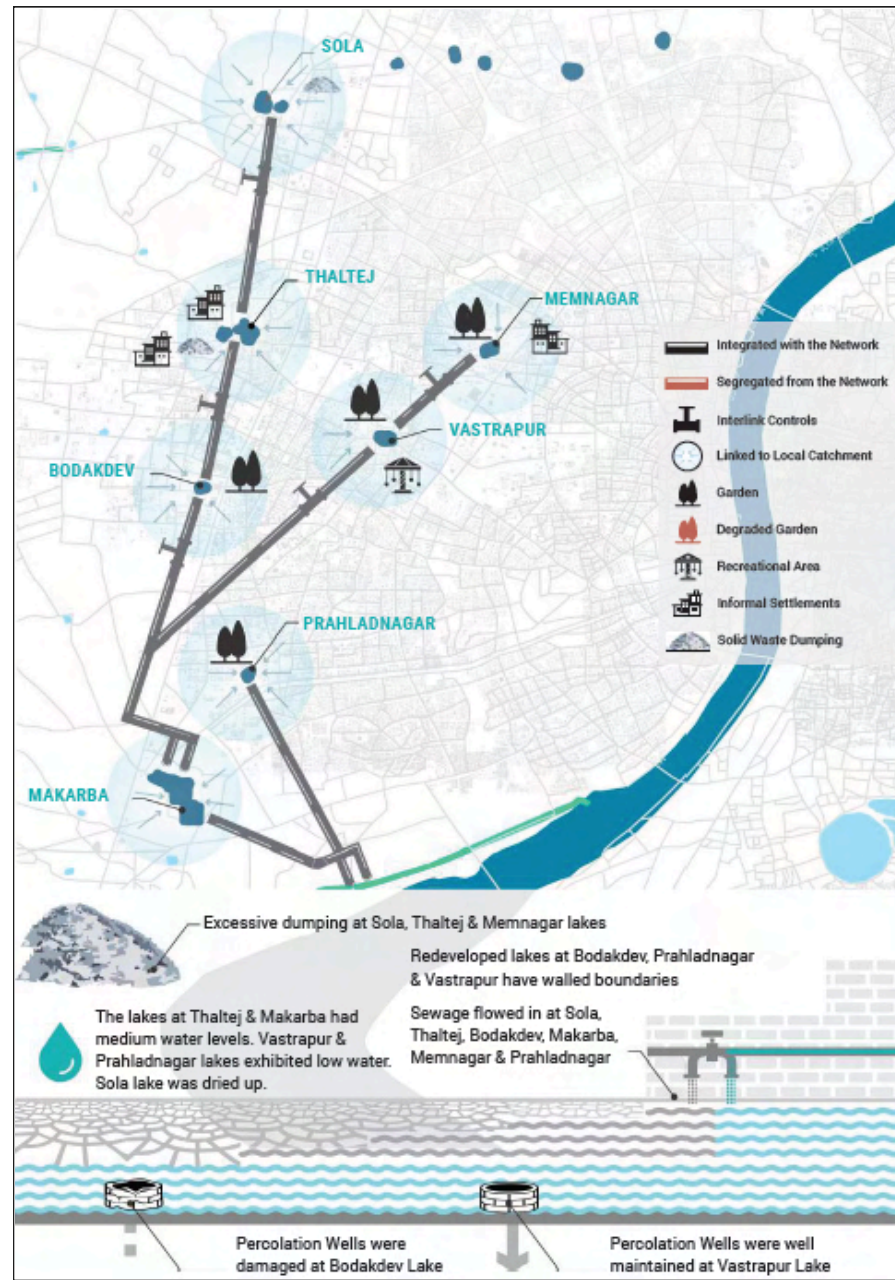 SOLA
THALTEJ
MEMNAGAR
Integrated with the Network
Segregated from the Network
Interlink Controls
VASTRAPUR
Linked to Local Catchment
BODAKDEV
Garden
Degraded Garden
Recreational Area
Informal Settlements
PRAHLADNAGAR
Solid Waste Dumping
MAKARBA
Excessive dumping at Sola, Thaltej & Memnagar lakes
Redeveloped lakes at Bodakdev, Prahladnagar
& Vastrapur have walled boundaries
The lakes at Thaltej & Makarba had
medium water levels. Vastrapur &
Prahladnagar lakes exhibited low water.
Sola lake was dried up.
Sewage flowed in at Sola,
Thaltej, Bodakdev, Makarba,
Memnagar & Prahladnagar
Percolation Wells were
damaged at Bodakdev Lake
Percolation Wells were well
maintained at Vastrapur Lake